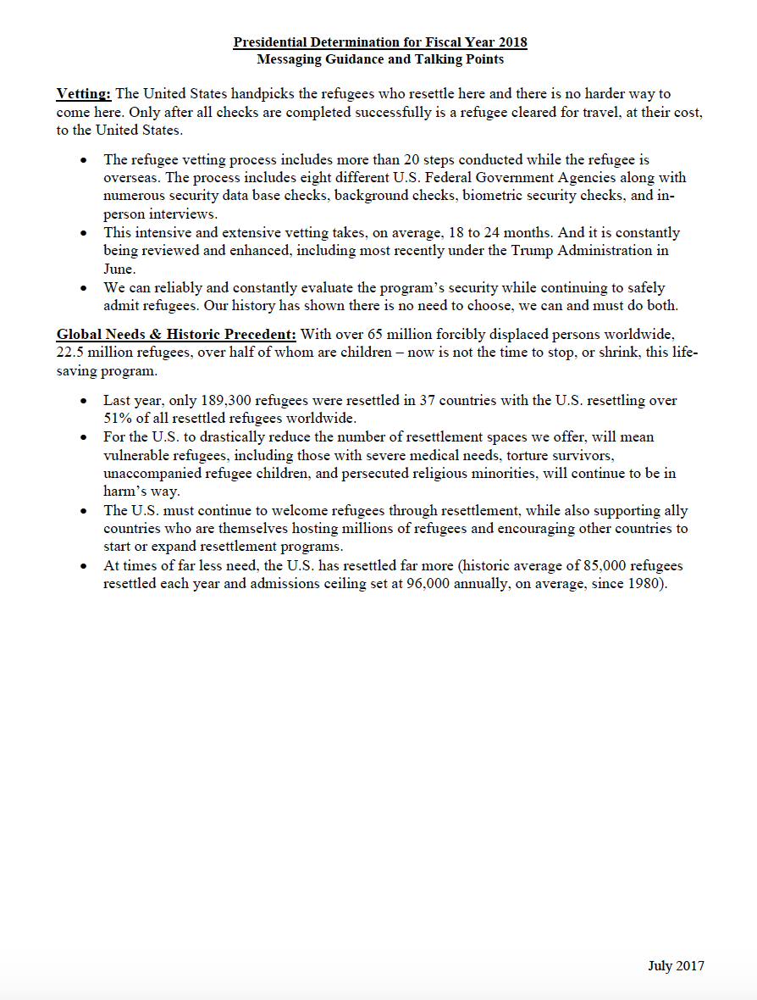 Presidential Determination for Fiscal Year 2018
Messaging Guidance and Talking Points
Vetting: The United States handpicks the refugees who resettle here and there is no harder way to
come here. Only after all checks are completed successfully is a refugee cleared for travel, at their cost,
to the United States.
• The refugee vetting process includes more than 20 steps conducted while the refugee is
overseas. The process includes eight different U.S. Federal Government Agencies along with
numerous security data base checks, background checks, biometric security checks, and in-
person interviews.
• This intensive and extensive vetting takes, on average, 18 to 24 months. And it is constantly
being reviewed and enhanced, including most recently under the Trump Administration in
June.
• We can reliably and constantly evaluate the program’s security while continuing to safely
admit refugees. Our history has shown there is no need to choose, we can and must do both.
Global Needs & Historic Precedent: With over 65 million forcibly displaced persons worldwide,
22.5 million refugees, over half of whom are children – now is not the time to stop, or shrink, this life-
saving program.
• Last year, only 189,300 refugees were resettled in 37 countries with the U.S. resettling over
51% of all resettled refugees worldwide.
• For the U.S. to drastically reduce the number of resettlement spaces we offer, will mean
vulnerable refugees, including those with severe medical needs, torture survivors,
unaccompanied refugee children, and persecuted religious minorities, will continue to be in
harm’s way.
• The U.S. must continue to welcome refugees through resettlement, while also supporting ally
countries who are themselves hosting millions of refugees and encouraging other countries to
start or expand resettlement programs.
• At times of far less need, the U.S. has resettled far more (historic average of 85,000 refugees
resettled each year and admissions ceiling set at 96,000 annually, on average, since 1980).
July 2017